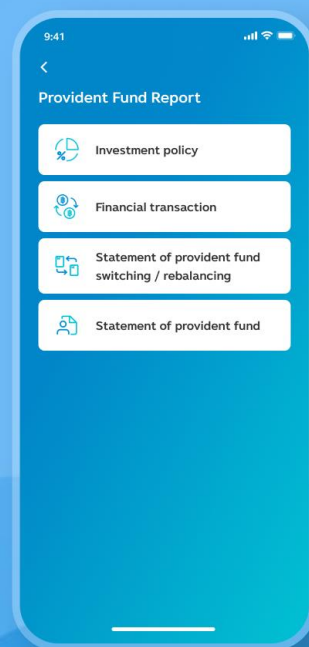 9:41
Provident Fund Report
Investment policy
Financial transaction
Statement of provident fund
switching / rebalancing
Statement of provident fund